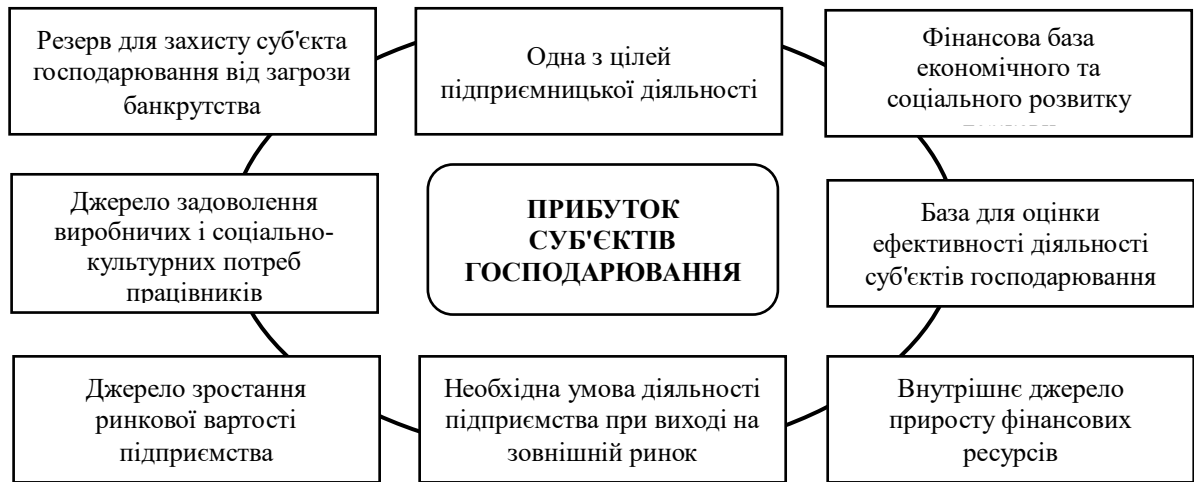 Резерв для захисту суб'єкта
господарювання від загрози
банкрутства
Одна з цілей
підприємницької діяльності
Фінансова база
економічного та
соціального розвитку
Джерело задоволення
виробничих і соціально-
культурних потреб
працівників
ПРИБУТОК
СУБ'ЄКТІВ
ГОСПОДАРЮВАННЯ
База для оцінки
ефективності діяльності
суб'єктів господарювання
Джерело зростання
ринкової вартості
підприємства
Необхідна умова діяльності
підприємства при виході на
зовнішній ринок
Внутрішнє джерело
приросту фінансових
ресурсів